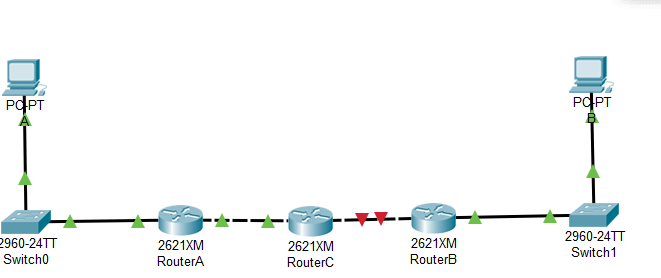 PC-PT
A
PC-PT
B
2960-24TT
Switch0
2621XM
RouterA
2621XM
RouterC
2621XM
RouterB
2960-24TT
Switch1